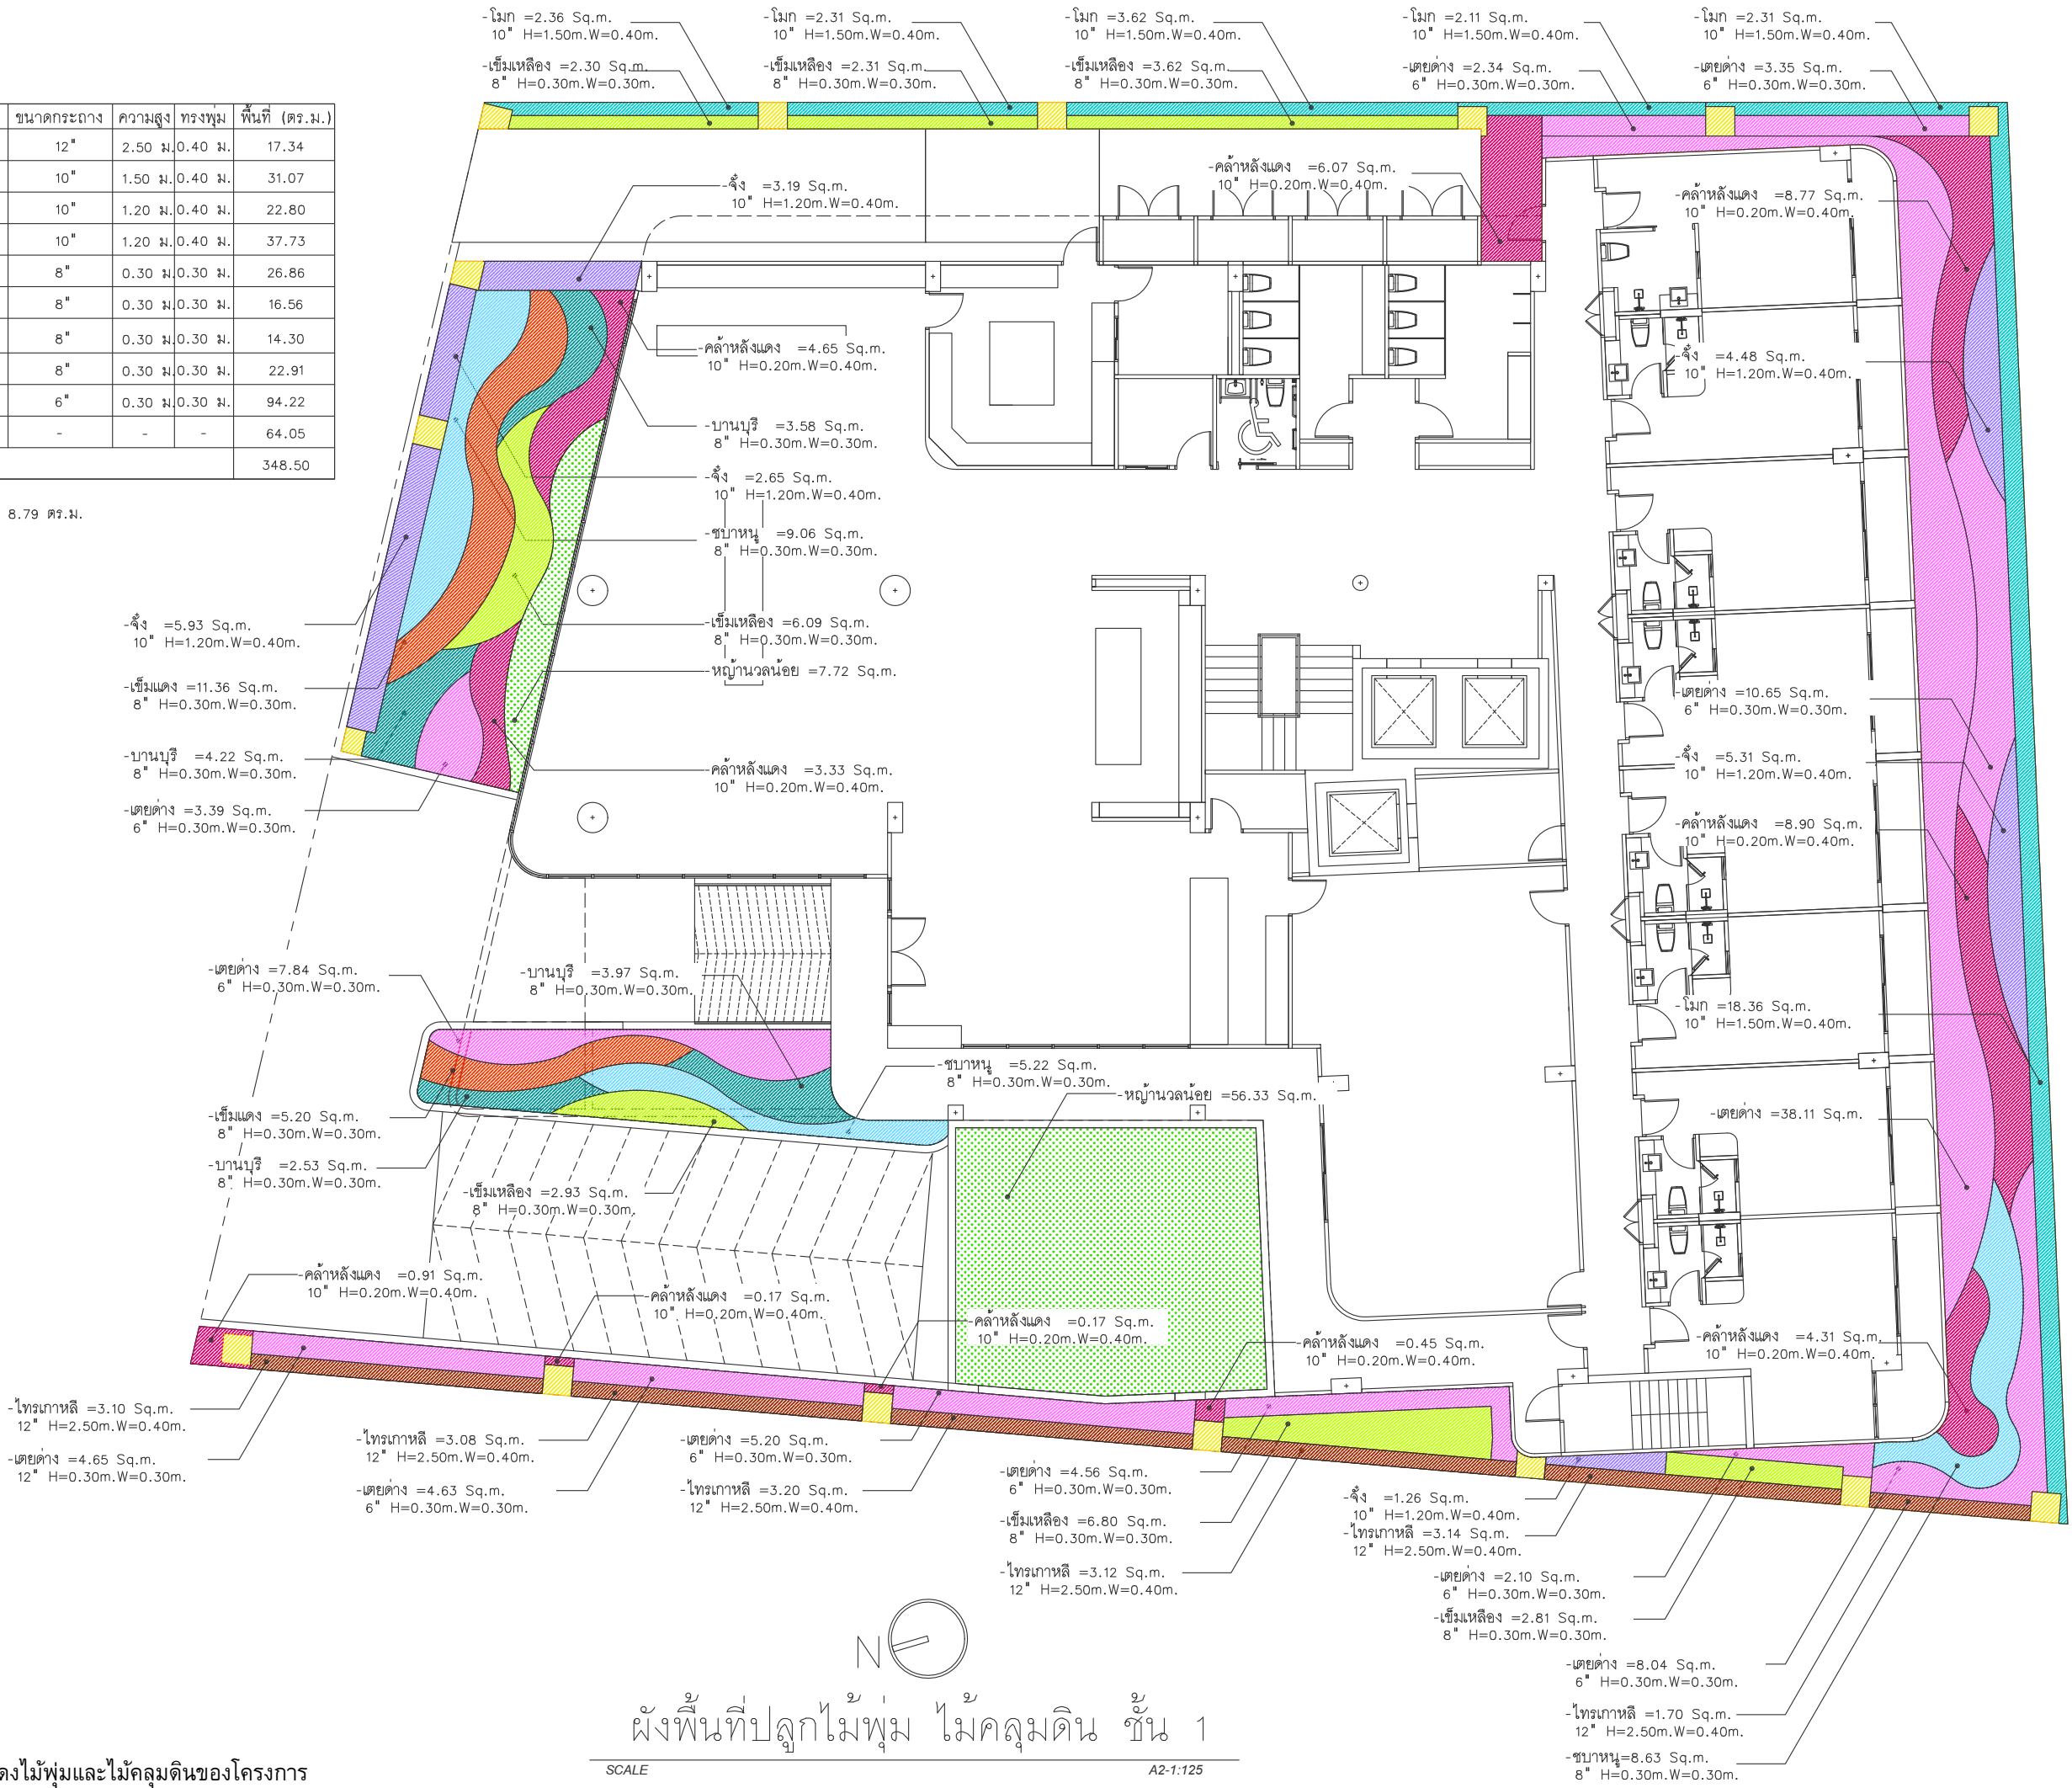 -โมก =2.36 Sq.m.
10" H=1.50m.W=0.40m.
-เข็มเหลือง =2.30 Sq.m.
8" H=0.30m.W=0.30m.
-โมก =2.31 Sq.m.
10" H=1.50m.W=0.40m.
-เข็มเหลือง =2.31 Sq.m.
8" H=0.30m.W=0.30m.
-โมก =3.62 Sq.m.
10" H=1.50m.W=0.40m.
-เข็มเหลือง =3.62 Sq.m.
8" H=0.30m.W=0.30m.
-โมก =2.11 Sq.m.
10" H=1.50m.W=0.40m.
-เตยด่าง =2.34 Sq.m.
6" H=0.30m.W=0.30m.
-โมก =2.31 Sq.m.
10" H=1.50m.W=0.40m.
-เตยด่าง =3.35 Sq.m.
6" H=0.30m.W=0.30m.
ขนาดกระถาง ความสูง ทรงพุ่ม พื้นที่ (ตร.ม.)
12" 2.50 ม. 0.40 ม. 17.34
10" 1.50 ม. 0.40 ม. 31.07
10" 1.20 ม. 0.40 ม. 22.80
10" 1.20 ม. 0.40 ม. 37.73
8" 0.30 ม. 0.30 ม. 26.86
8" 0.30 ม. 0.30 ม. 16.56
8" 0.30 ม. 0.30 ม. 14.30
8" 0.30 ม. 0.30 ม. 22.91
6" 0.30 ม. 0.30 ม. 94.22
- - - 64.05
348.50
8.79 ตร.ม.
-จั๋ง =3.19 Sq.m.
10" H=1.20m.W=0.40m.
-คล้าหลังแดง =6.07 Sq.m.
10" H=0.20m.W=0.40m.
-คล้าหลังแดง =8.77 Sq.m.
10" H=0.20m.W=0.40m.
-คล้าหลังแดง =4.65 Sq.m.
10" H=0.20m.W=0.40m.
-จั๋ง =4.48 Sq.m.
10" H=1.20m.W=0.40m.
-บานบุรี =3.58 Sq.m.
8" H=0.30m.W=0.30m.
-จั๋ง =2.65 Sq.m.
10" H=1.20m.W=0.40m.
-ชบาหนู =9.06 Sq.m.
8" H=0.30m.W=0.30m.
-เข็มเหลือง =6.09 Sq.m.
8" H=0.30m.W=0.30m.
-หญ้านวลน้อย =7.72 Sq.m.
-จั๋ง =5.93 Sq.m.
10" H=1.20m.W=0.40m.
-เข็มแดง =11.36 Sq.m.
8" H=0.30m.W=0.30m.
-บานบุรี =4.22 Sq.m.
8" H=0.30m.W=0.30m.
-เตยด่าง =3.39 Sq.m.
6" H=0.30m.W=0.30m.
-คล้าหลังแดง =3.33 Sq.m.
10" H=0.20m.W=0.40m.
-เตยด่าง =10.65 Sq.m.
6" H=0.30m.W=0.30m.
-จั๋ง =5.31 Sq.m.
10" H=1.20m.W=0.40m.
-คล้าหลังแดง =8.90 Sq.m.
10" H=0.20m.W=0.40m.
-เตยด่าง =7.84 Sq.m.
6" H=0.30m.W=0.30m.
-บานบุรี =3.97 Sq.m.
8" H=0.30m.W=0.30m.
-โมก =18.36 Sq.m.
10" H=1.50m.W=0.40m.
-ชบาหนู =5.22 Sq.m.
8" H=0.30m.W=0.30m.
-หญ้านวลน้อย =56.33 Sq.m.
-เข็มแดง =5.20 Sq.m.
8" H=0.30m.W=0.30m.
-บานบุรี =2.53 Sq.m.
8" H=0.30m.W=0.30m.
-เข็มเหลือง =2.93 Sq.m.
8" H=0.30m.W=0.30m.
-เตยด่าง =38.11 Sq.m.
-คล้าหลังแดง =0.91 Sq.m.
10" H=0.20m.W=0.40m.
-คล้าหลังแดง =0.17 Sq.m.
10" H=0.20m.W=0.40m.
-คล้าหลังแดง =0.17 Sq.m.
10" H=0.20m.W=0.40m.
-คล้าหลังแดง =0.45 Sq.m.
10" H=0.20m.W=0.40m.
-คล้าหลังแดง =4.31 Sq.m.
10" H=0.20m.W=0.40m.
-ไทรเกาหลี =3.10 Sq.m.
12" H=2.50m.W=0.40m.
-เตยด่าง =4.65 Sq.m.
12" H=0.30m.W=0.30m.
-ไทรเกาหลี =3.08 Sq.m.
12" H=2.50m.W=0.40m.
-เตยด่าง =4.63 Sq.m.
6" H=0.30m.W=0.30m.
-เตยด่าง =5.20 Sq.m.
6" H=0.30m.W=0.30m.
-ไทรเกาหลี =3.20 Sq.m.
12" H=2.50m.W=0.40m.
-เตยด่าง =4.56 Sq.m.
6" H=0.30m.W=0.30m.
-เข็มเหลือง =6.80 Sq.m.
8" H=0.30m.W=0.30m.
-ไทรเกาหลี =3.12 Sq.m.
12" H=2.50m.W=0.40m.
-จั๋ง =1.26 Sq.m.
10" H=1.20m.W=0.40m.
-ไทรเกาหลี =3.14 Sq.m.
12" H=2.50m.W=0.40m.
-เตยด่าง =2.10 Sq.m.
6" H=0.30m.W=0.30m.
-เข็มเหลือง =2.81 Sq.m.
8" H=0.30m.W=0.30m.
-เตยด่าง =8.04 Sq.m.
6" H=0.30m.W=0.30m.
-ไทรเกาหลี =1.70 Sq.m.
12" H=2.50m.W=0.40m.
-ชบาหนู=8.63 Sq.m.
8" H=0.30m.W=0.30m.
N
ผังพื้นที่ปลูกไม้พุ่ม ไม้คลุมดิน ชั้น 1
SCALE A2-1:125
ดงไม้พุ่มและไม้คลุมดินของโครงการ